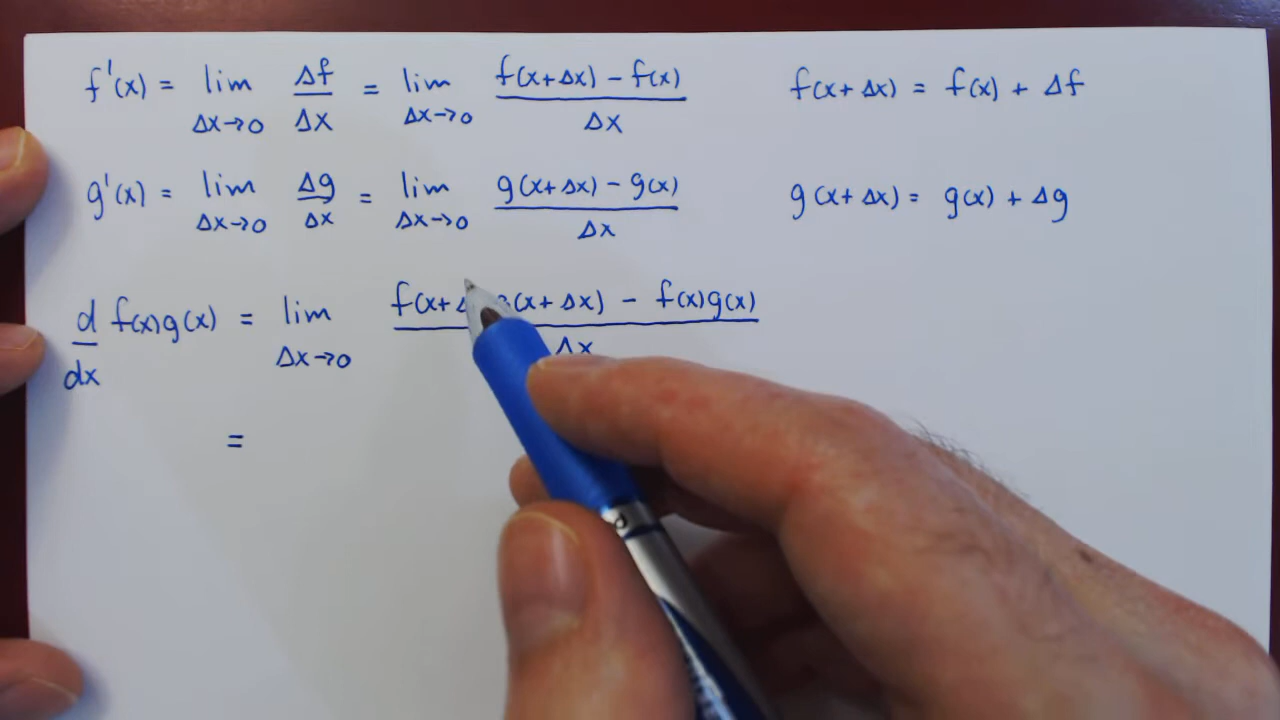 f'(x) = lim Δx→0 Δf/Δx = lim Δx→0 f(x+Δx) − f(x)/Δx f(x+Δx) = f(x) + Δf
g'(x) = lim Δx→0 Δg/Δx = lim Δx→0 g(x+Δx) − g(x)/Δx g(x+Δx) = g(x) + Δg
d/dx f(x)g(x) = lim Δx→0 f(x+ (x+Δx) − f(x)g(x)/Δx
=